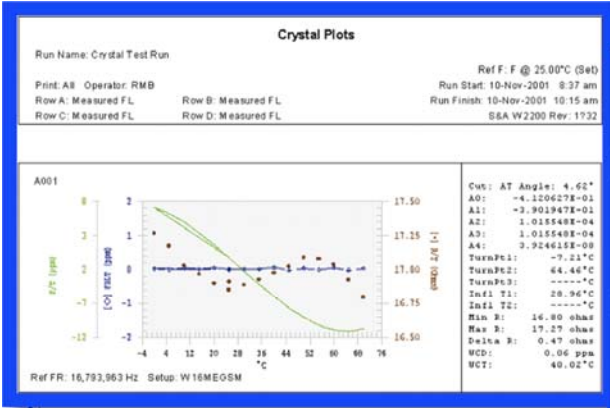 Crystal Plots
Run Name: Crystal Test Run
Ref F: F @ 25.00°C (Set)
Print: All Operator: RMB
Run Start: 10-Nov-2001 8:37 am
Row A: Measured FL Row B: Measured FL
Run Finish: 10-Nov-2001 10:15 am
Row C: Measured FL Row D: Measured FL
S&A W2200 Rev: 1?32
A001
8
3
-2
-12
F/T (ppm)
2
1
0
-1
-2
[◇] FILT (ppm)
17.50
17.25
17.00
16.75
16.50
[•] R/T (Ohms)
-4 4 12 20 28 36 44 52 60 68 76
°C
Ref FR: 16,793,963 Hz Setup: W16MEGSM
Cut: AT Angle: 4.62"
A0: -4.120627E-01
A1: -3.901947E-01
A2: 1.015548E-04
A3: 1.015548E-04
A4: 3.924615E-08
TurnPt1: -7.21°C
TurnPt2: 64.46°C
TurnPt3: -----°C
Infl T1: 28.96°C
Infl T2: -----°C
Min R: 16.80 ohms
Max R: 17.27 ohms
Delta R: 0.47 ohms
WCD: 0.06 ppm
WCT: 40.02°C